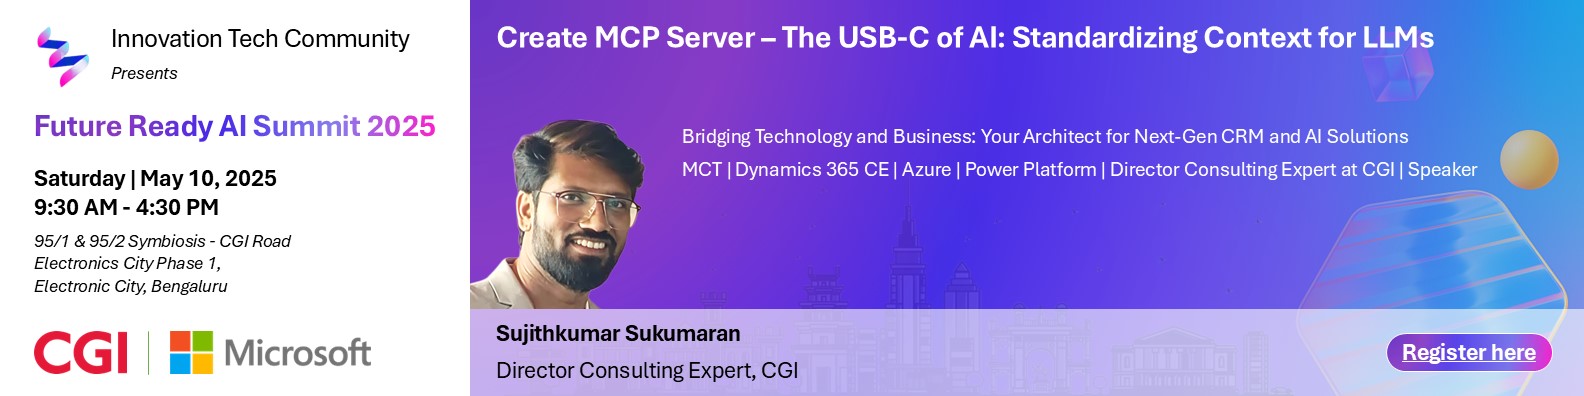 Innovation Tech Community
Presents
Future Ready AI Summit 2025
Saturday | May 10, 2025
9:30 AM - 4:30 PM
95/1 & 95/2 Symbiosis - CGI Road
Electronics City Phase 1,
Electronic City, Bengaluru
CGI | Microsoft
Create MCP Server – The USB-C of AI: Standardizing Context for LLMs
Bridging Technology and Business: Your Architect for Next-Gen CRM and AI Solutions
MCT | Dynamics 365 CE | Azure | Power Platform | Director Consulting Expert at CGI | Speaker
Sujithkumar Sukumaran
Director Consulting Expert, CGI
Register here